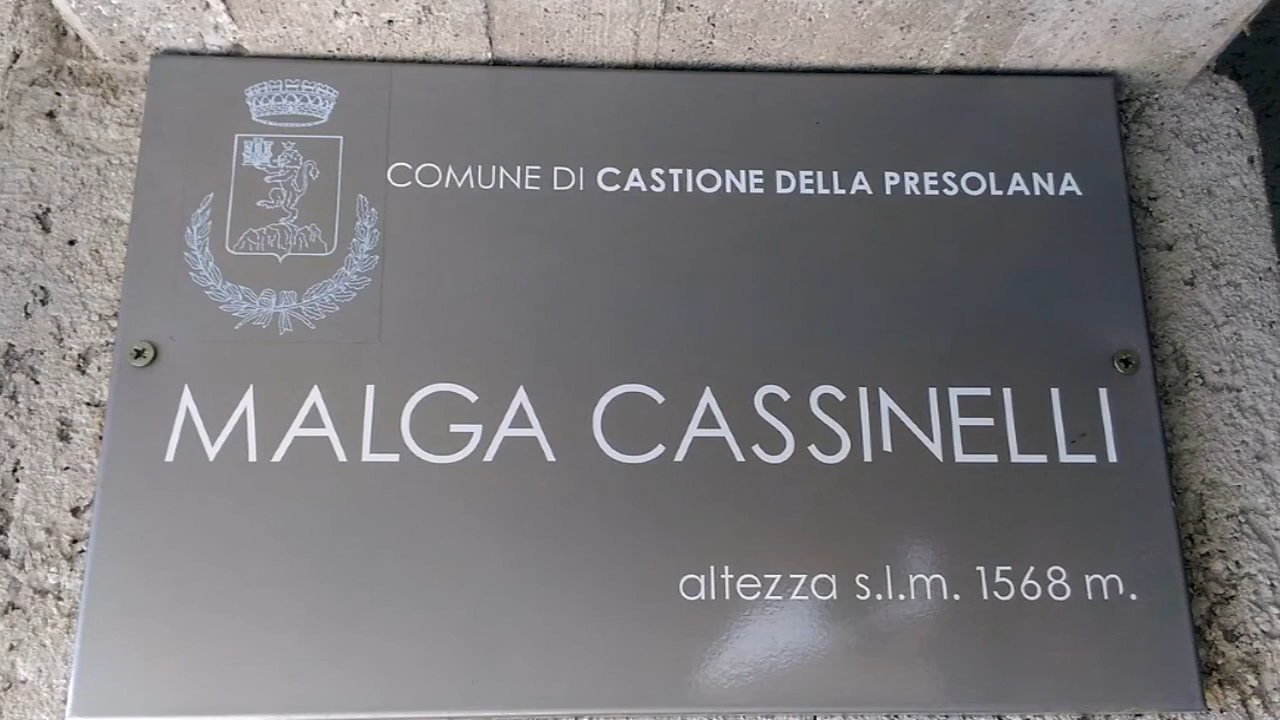 COMUNE DI CASTIONE DELLA PRESOLANA
MALGA CASSINELLI
altezza s.l.m. 1568 m.